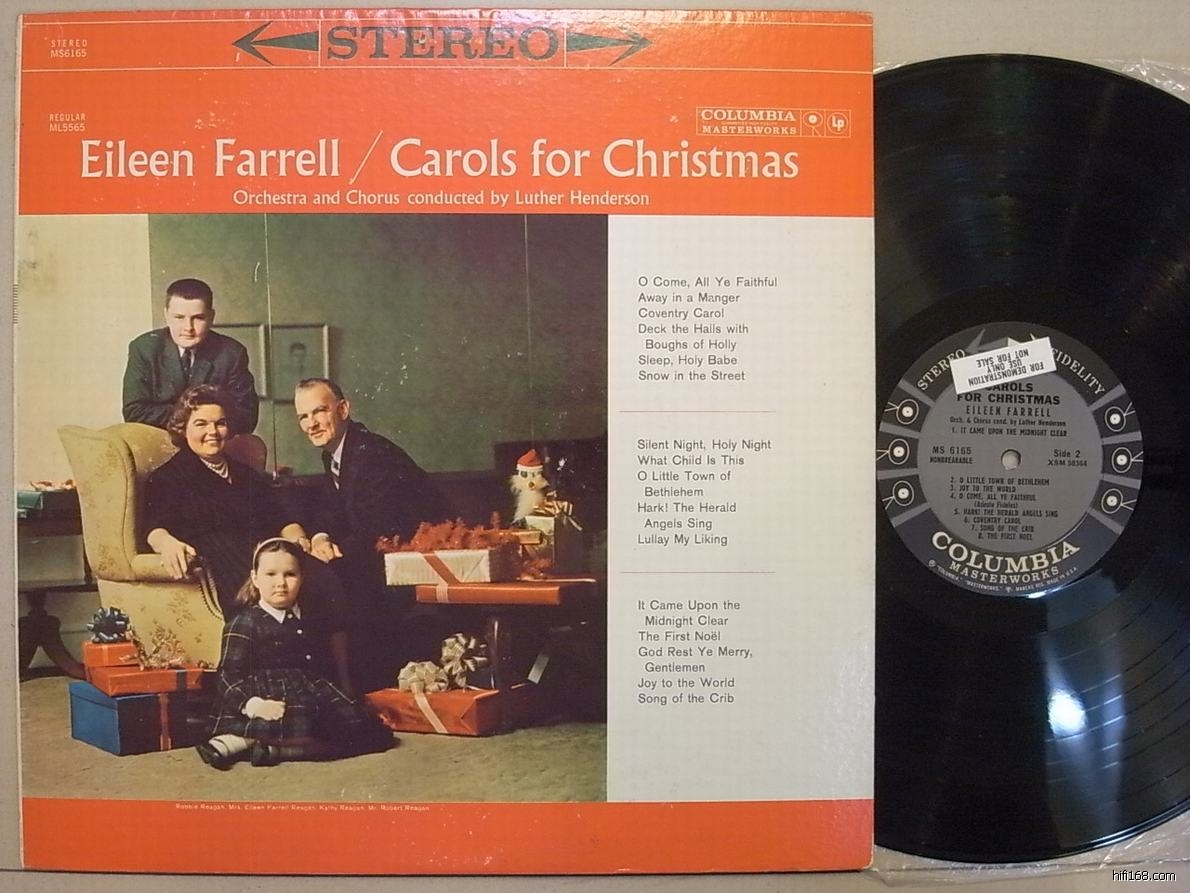 STEREO
MS6165
STEREO
REGULAR
ML5565
COLUMBIA
MASTERWORKS
Lp
Eileen Farrell / Carols for Christmas
Orchestra and Chorus conducted by Luther Henderson
O Come, All Ye Faithful
Away in a Manger
Coventry Carol
Deck the Halls with
Boughs of Holly
Sleep, Holy Babe
Snow in the Street
Silent Night, Holy Night
What Child Is This
O Little Town of
Bethlehem
Hark! The Herald
Angels Sing
Lullay My Liking
It Came Upon the
Midnight Clear
The First Noël
God Rest Ye Merry,
Gentlemen
Joy to the World
Song of the Crib
Robbie Reagan, Mrs. Eileen Farrell Reagan, Kathy Reagan, Mr. Robert Reagan
STEREO FIDELITY
FOR DEMONSTRATION
USE ONLY
NOT FOR SALE
CAROLS
FOR CHRISTMAS
EILEEN FARRELL
Orch. & Chorus cond. by Luther Henderson
1. IT CAME UPON THE MIDNIGHT CLEAR
MS 6165
NONBREAKABLE
Side 2
XSM 50364
2. O LITTLE TOWN OF BETHLEHEM
3. JOY TO THE WORLD
4. O COME, ALL YE FAITHFUL
(Adeste Fideles)
5. HARK! THE HERALD ANGELS SING
6. COVENTRY CAROL
7. SONG OF THE CRIB
8. THE FIRST NOEL
COLUMBIA
MASTERWORKS
"COLUMBIA," "MASTERWORKS," MARCAS REG. MADE IN U.S.A.
hifi168.com